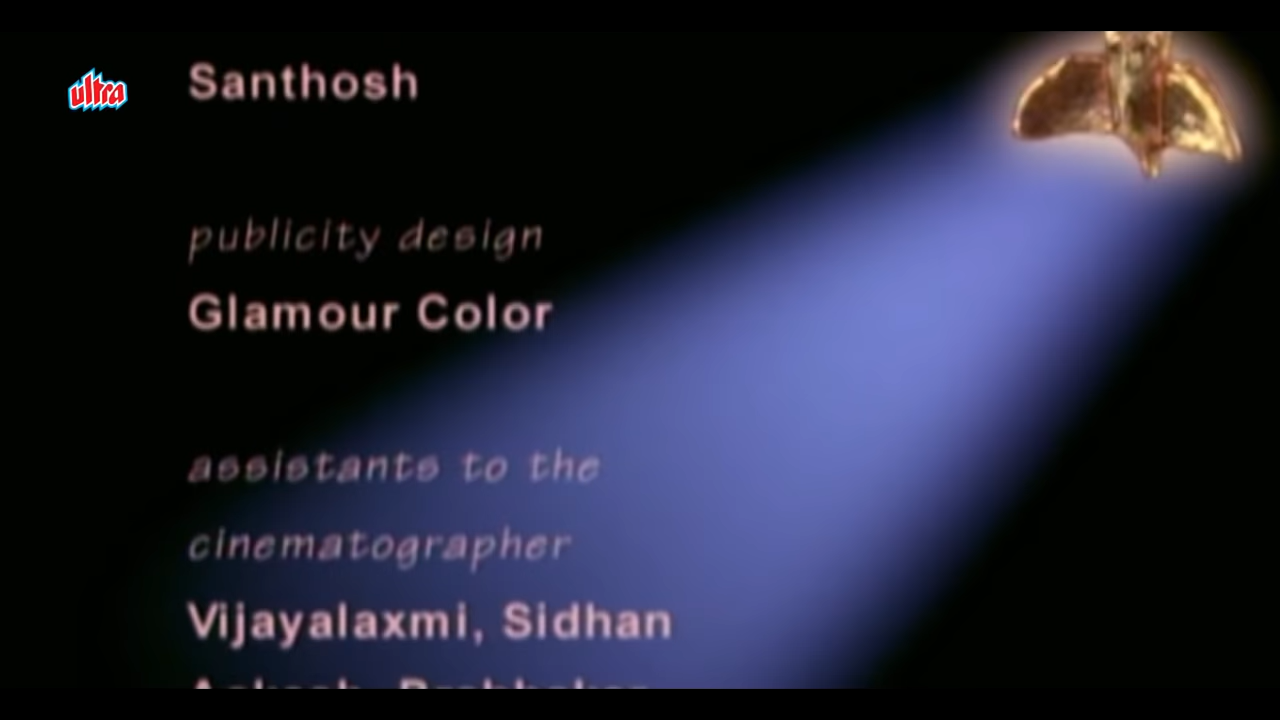 ultra
Santhosh
publicity design
Glamour Color
assistants to the
cinematographer
Vijayalaxmi, Sidhan